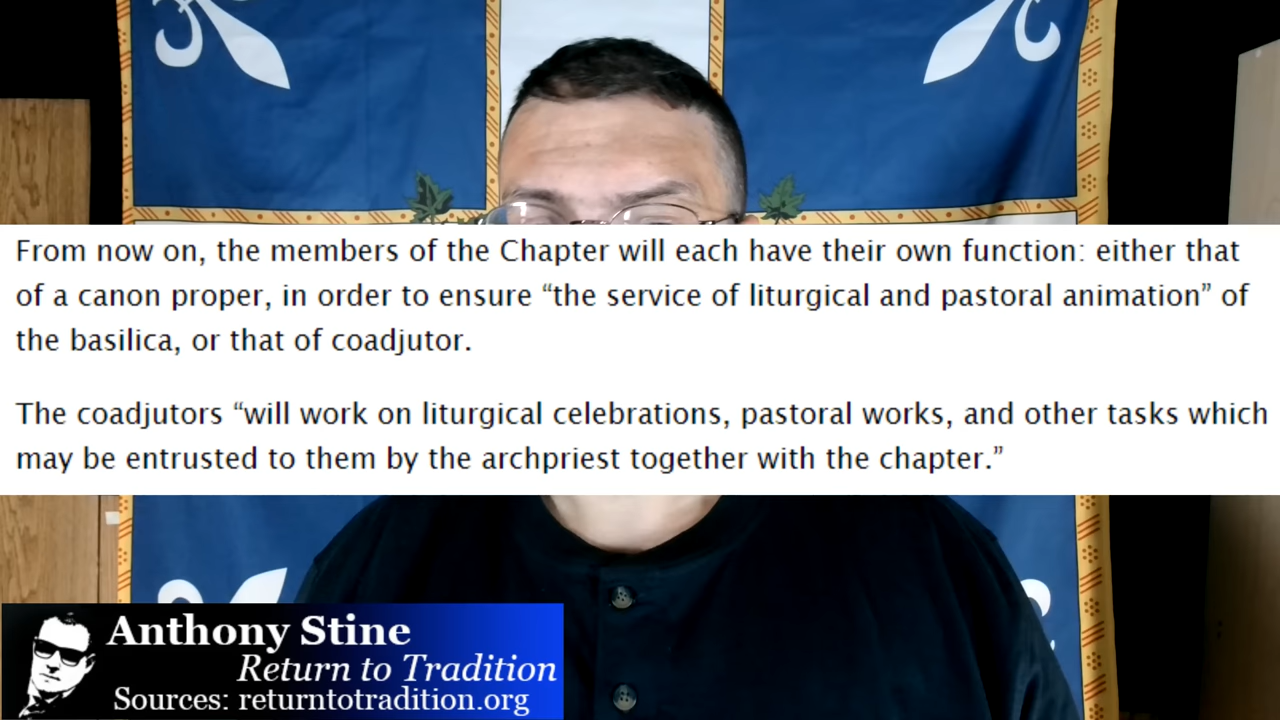 From now on, the members of the Chapter will each have their own function: either that
of a canon proper, in order to ensure “the service of liturgical and pastoral animation” of
the basilica, or that of coadjutor.
The coadjutors “will work on liturgical celebrations, pastoral works, and other tasks which
may be entrusted to them by the archpriest together with the chapter.”
Anthony Stine
Return to Tradition
Sources: returntotradition.org